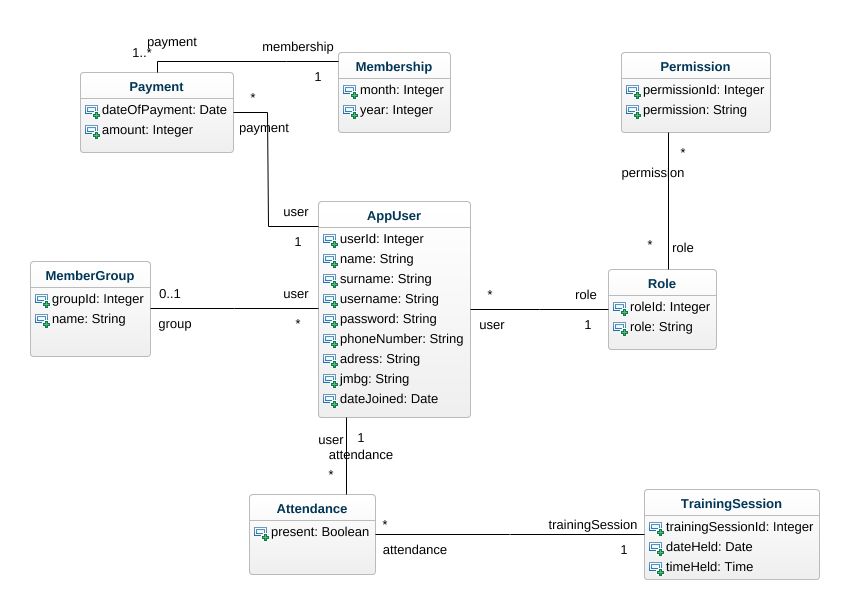 payment
1..*
membership
1
Payment
dateOfPayment: Date
amount: Integer
Membership
month: Integer
year: Integer
Permission
permissionId: Integer
permission: String
*
payment
*
permission
user
1
AppUser
userId: Integer
name: String
surname: String
username: String
password: String
phoneNumber: String
adress: String
jmbg: String
dateJoined: Date
*
role
MemberGroup
groupId: Integer
name: String
0..1
group
user
*
*
user
role
1
Role
roleId: Integer
role: String
user
1
attendance
*
Attendance
present: Boolean
*
attendance
trainingSession
1
TrainingSession
trainingSessionId: Integer
dateHeld: Date
timeHeld: Time